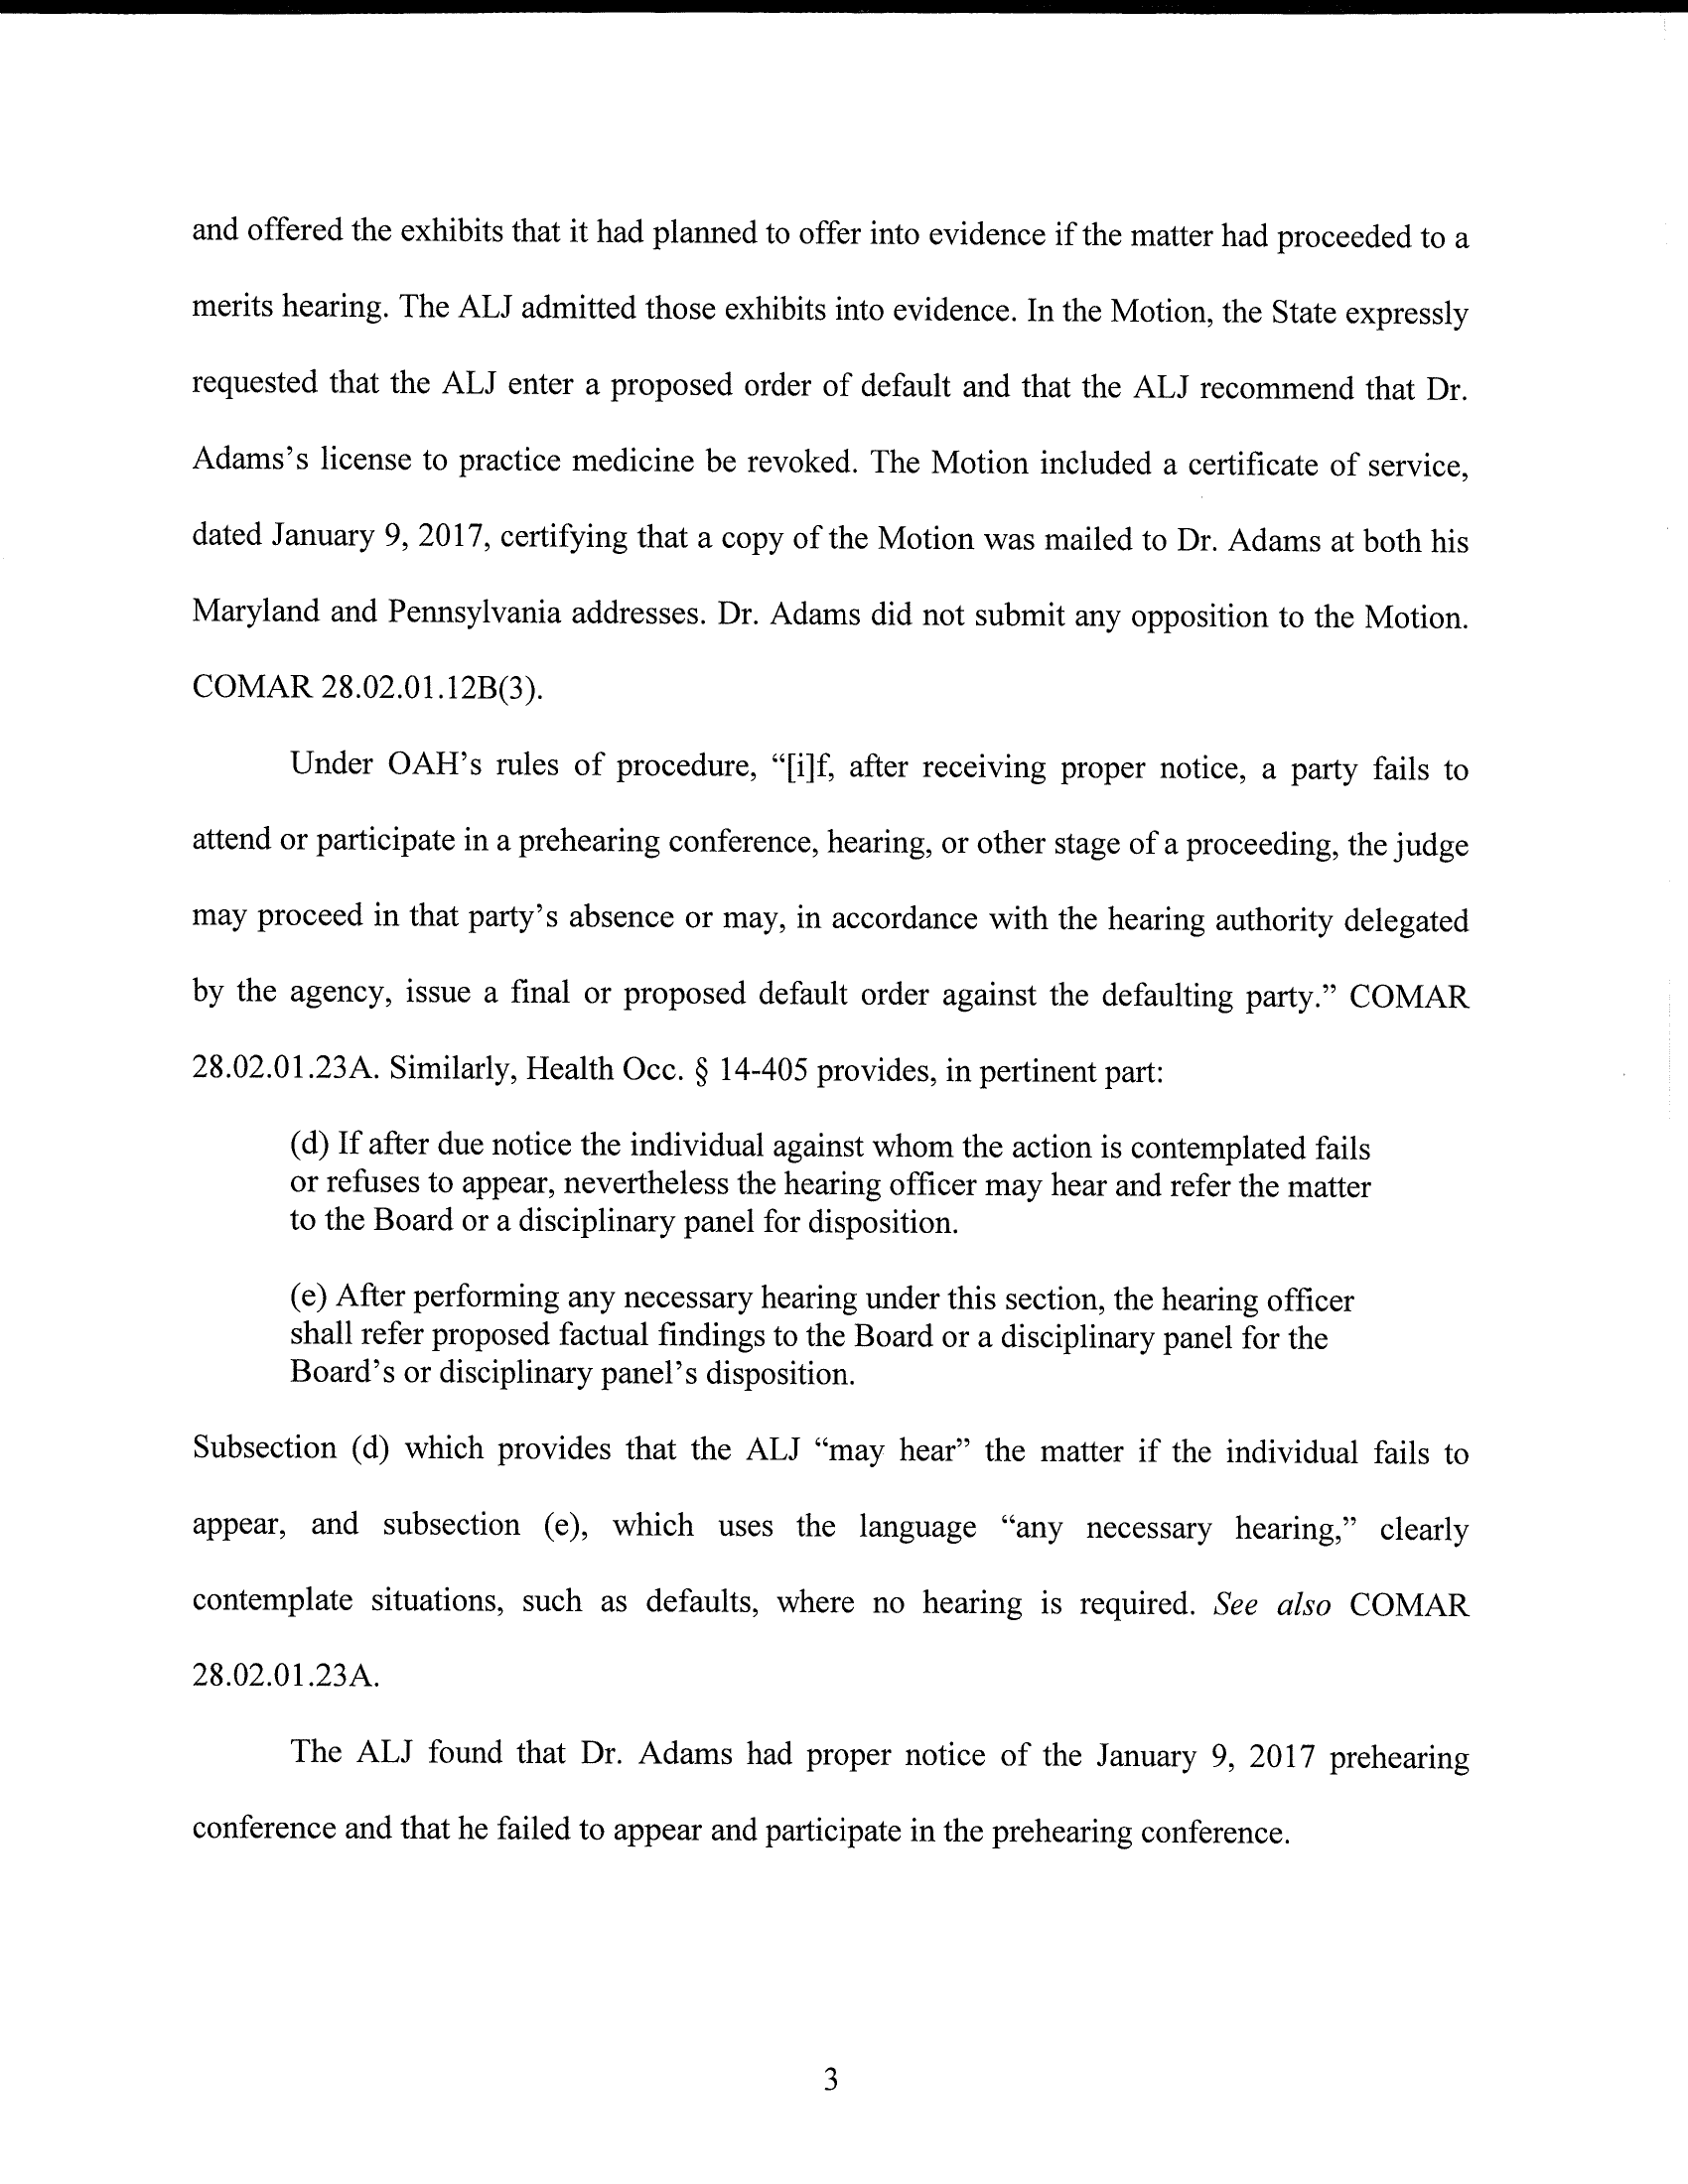 and offered the exhibits that it had planned to offer into evidence if the matter had proceeded to a
merits hearing. The ALJ admitted those exhibits into evidence. In the Motion, the State expressly
requested that the ALJ enter a proposed order of default and that the ALJ recommend that Dr.
Adams’s license to practice medicine be revoked. The Motion included a certificate of service,
dated January 9, 2017, certifying that a copy of the Motion was mailed to Dr. Adams at both his
Maryland and Pennsylvania addresses. Dr. Adams did not submit any opposition to the Motion.
COMAR 28.02.01.12B(3).
Under OAH’s rules of procedure, “[i]f, after receiving proper notice, a party fails to
attend or participate in a prehearing conference, hearing, or other stage of a proceeding, the judge
may proceed in that party’s absence or may, in accordance with the hearing authority delegated
by the agency, issue a final or proposed default order against the defaulting party.” COMAR
28.02.01.23A. Similarly, Health Occ. § 14-405 provides, in pertinent part:
(d) If after due notice the individual against whom the action is contemplated fails
or refuses to appear, nevertheless the hearing officer may hear and refer the matter
to the Board or a disciplinary panel for disposition.
(e) After performing any necessary hearing under this section, the hearing officer
shall refer proposed factual findings to the Board or a disciplinary panel for the
Board’s or disciplinary panel’s disposition.
Subsection (d) which provides that the ALJ “may hear” the matter if the individual fails to
appear, and subsection (e), which uses the language “any necessary hearing,” clearly
contemplate situations, such as defaults, where no hearing is required. See also COMAR
28.02.01.23A.
The ALJ found that Dr. Adams had proper notice of the January 9, 2017 prehearing
conference and that he failed to appear and participate in the prehearing conference.
3